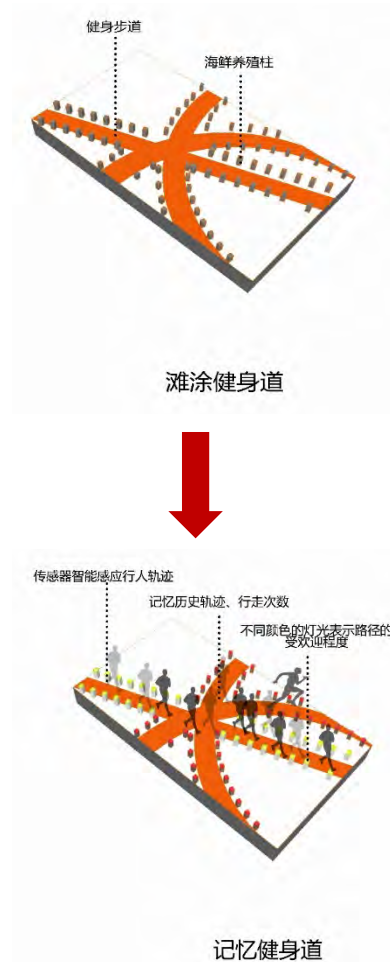 健身步道
海鲜养殖柱
滩涂健身道
传感器智能感应行人轨迹
记忆历史轨迹、行走次数
不同颜色的灯光表示路径的
受欢迎程度
记忆健身道